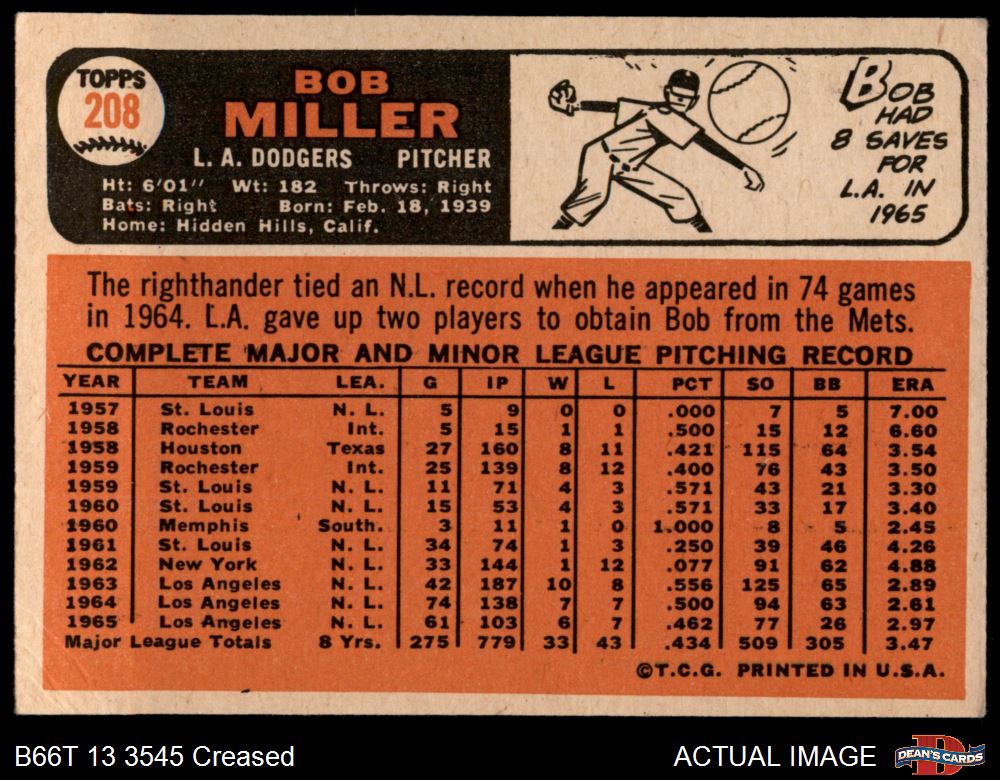 TOPPS
208
BOB
MILLER
L. A. DODGERS PITCHER
Ht: 6'01" Wt: 182 Throws: Right
Bats: Right Born: Feb. 18, 1939
Home: Hidden Hills, Calif.
BOB
HAD
8 SAVES
FOR
L.A. IN
1965
The righthander tied an N.L. record when he appeared in 74 games
in 1964. L.A. gave up two players to obtain Bob from the Mets.
COMPLETE MAJOR AND MINOR LEAGUE PITCHING RECORD
YEAR TEAM LEA. G IP W L PCT SO BB ERA
1957 St. Louis N. L. 5 9 0 0 .000 7 5 7.00
1958 Rochester Int. 5 15 1 1 .500 15 12 6.60
1958 Houston Texas 27 160 8 11 .421 115 64 3.54
1959 Rochester Int. 25 139 8 12 .400 76 43 3.50
1959 St. Louis N. L. 11 71 4 3 .571 43 21 3.30
1960 St. Louis N. L. 15 53 4 3 .571 33 17 3.40
1960 Memphis South. 3 11 1 0 1.000 8 5 2.45
1961 St. Louis N. L. 34 74 1 3 .250 39 46 4.26
1962 New York N. L. 33 144 1 12 .077 91 62 4.88
1963 Los Angeles N. L. 42 187 10 8 .556 125 65 2.89
1964 Los Angeles N. L. 74 138 7 7 .500 94 63 2.61
1965 Los Angeles N. L. 61 103 6 7 .462 77 26 2.97
Major League Totals 8 Yrs. 275 779 33 43 .434 509 305 3.47
©T.C.G. PRINTED IN U.S.A.
B66T 13 3545 Creased
ACTUAL IMAGE
DEAN'S CARDS